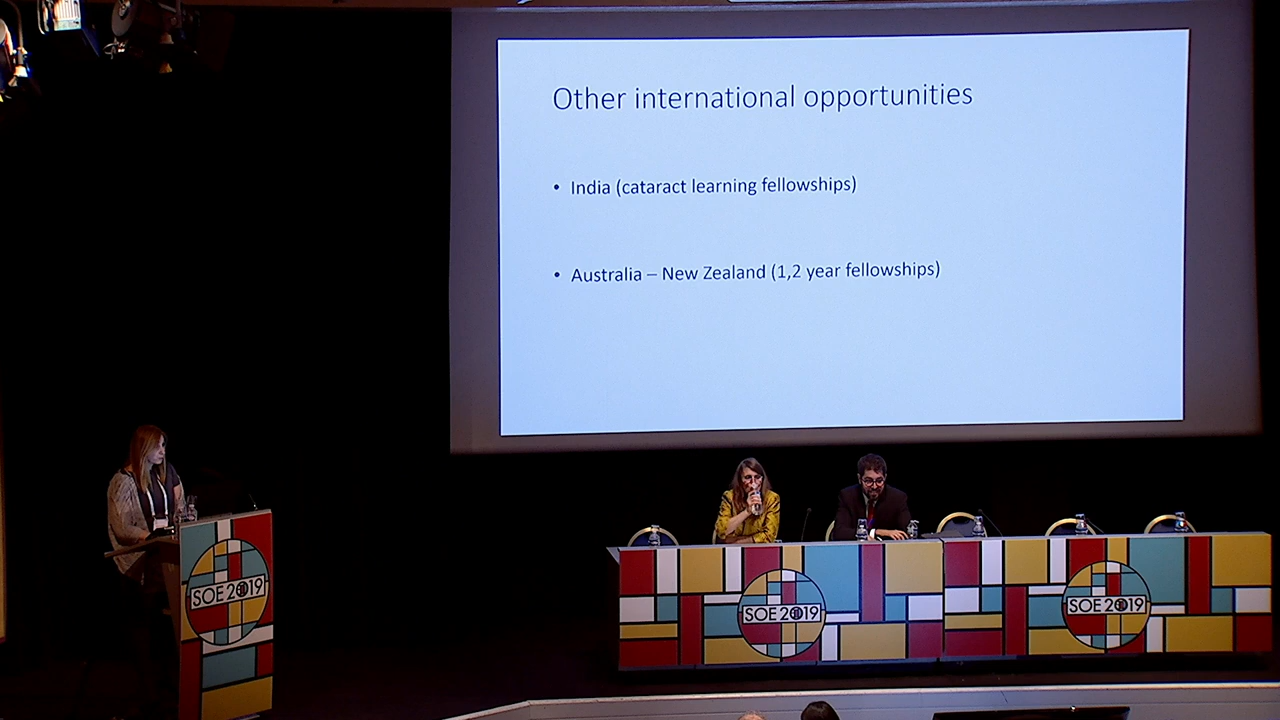 Other international opportunities
• India (cataract learning fellowships)
• Australia – New Zealand (1,2 year fellowships)
SOE 2019
SOE 2019
SOE 2019